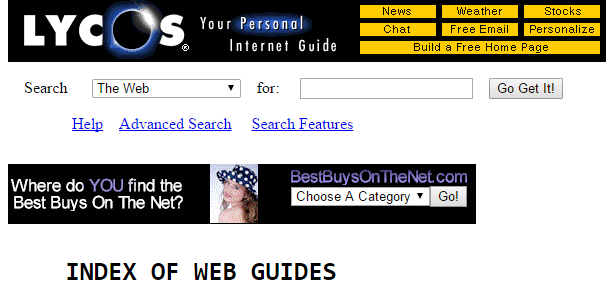 LYCOS® Your Personal Internet Guide
News Weather Stocks
Chat Free Email Personalize
Build a Free Home Page
Search The Web for: Go Get It!
Help Advanced Search Search Features
Where do YOU find the
Best Buys On The Net?
BestBuysOnTheNet.com
Choose A Category Go!
INDEX OF WEB GUIDES